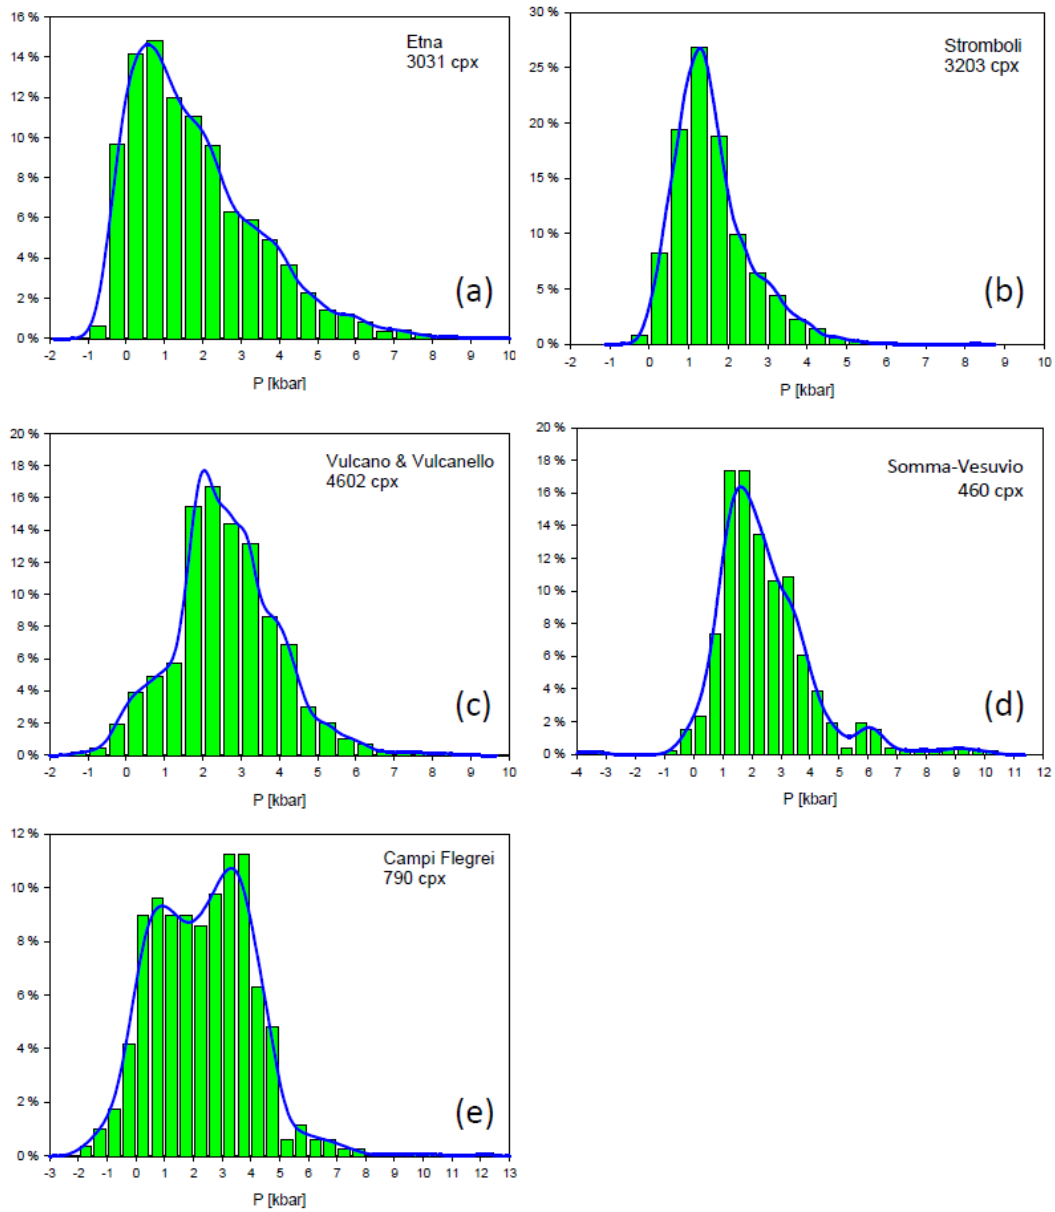 16 %
14 %
12 %
10 %
8 %
6 %
4 %
2 %
0 %
-2 -1 0 1 2 3 4 5 6 7 8 9 10
P [kbar]
Etna
3031 cpx
(a)
30 %
25 %
20 %
15 %
10 %
5 %
0 %
-2 -1 0 1 2 3 4 5 6 7 8 9 10
P [kbar]
Stromboli
3203 cpx
(b)
20 %
18 %
16 %
14 %
12 %
10 %
8 %
6 %
4 %
2 %
0 %
-2 -1 0 1 2 3 4 5 6 7 8 9 10
P [kbar]
Vulcano & Vulcanello
4602 cpx
(c)
20 %
18 %
16 %
14 %
12 %
10 %
8 %
6 %
4 %
2 %
0 %
-4 -3 -2 -1 0 1 2 3 4 5 6 7 8 9 10 11 12
P [kbar]
Somma-Vesuvio
460 cpx
(d)
12 %
10 %
8 %
6 %
4 %
2 %
0 %
-3 -2 -1 0 1 2 3 4 5 6 7 8 9 10 11 12 13
P [kbar]
Campi Flegrei
790 cpx
(e)